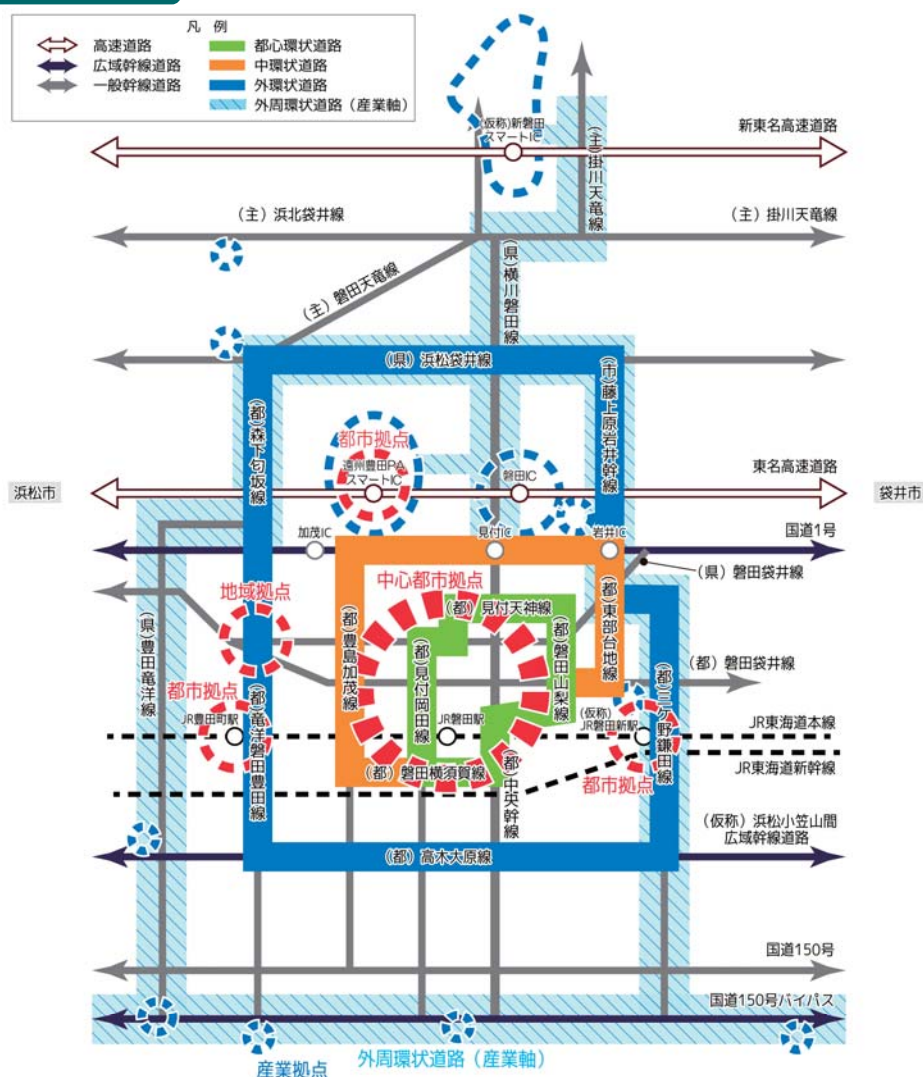 凡 例
高速道路
広域幹線道路
一般幹線道路
都心環状道路
中環状道路
外環状道路
外周環状道路（産業軸）
(仮称)新磐田
スマートIC
（主）掛川天竜線
新東名高速道路
（主）浜北袋井線
（主）掛川天竜線
（主）磐田天竜線
（県）横川磐田線
（県）浜松袋井線
（市）藤上原岩井幹線
（都）森下匂坂線
都市拠点
遠州豊田PA
スマートIC
磐田IC
東名高速道路
浜松市
袋井市
加茂IC
見付IC
岩井IC
国道1号
（県）磐田袋井線
地域拠点
中心都市拠点
（都）見付天神線
（県）豊田竜洋線
（都）豊島加茂線
（都）見付岡田線
（都）磐田山梨線
（都）東部台地線
（都）磐田袋井線
都市拠点
JR豊田町駅
（都）竜洋磐田豊田線
JR磐田駅
(仮称)
JR磐田新駅
（都）三ヶ野鎌田線
JR東海道本線
JR東海道新幹線
都市拠点
（都）磐田横須賀線
（都）中央幹線
（仮称）浜松小笠山間
広域幹線道路
（都）高木大原線
国道150号
国道150号バイパス
産業拠点
外周環状道路（産業軸）